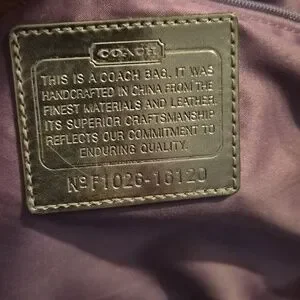 COACH
THIS IS A COACH BAG. IT WAS
HANDCRAFTED IN CHINA FROM THE
FINEST MATERIALS AND LEATHER.
ITS SUPERIOR CRAFTSMANSHIP
REFLECTS OUR COMMITMENT TO
ENDURING QUALITY.
Nº F1026-16120